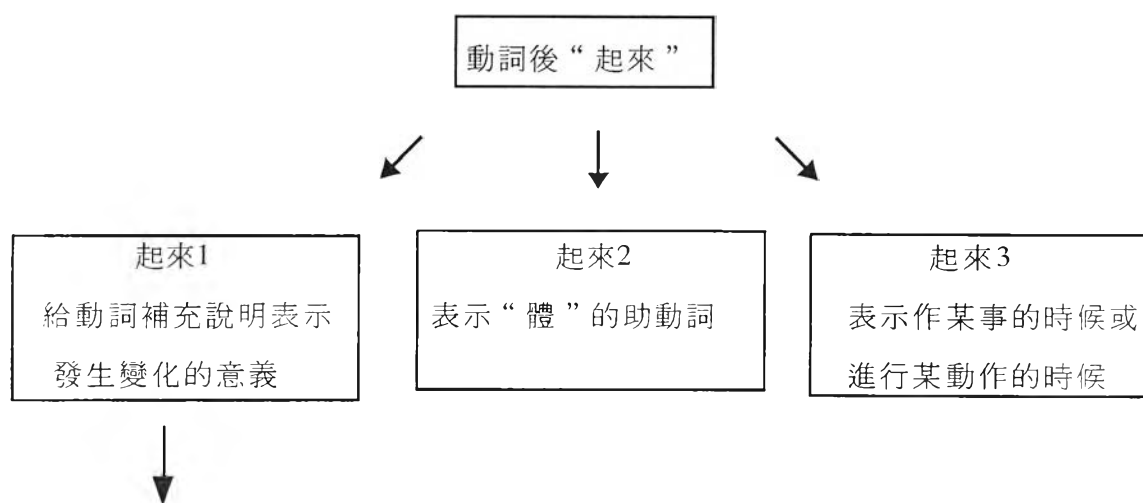 動詞後“起來”
起來1
給動詞補充說明表示
發生變化的意義
起來2
表示“體”的助動詞
起來3
表示作某事的時候或
進行某動作的時候